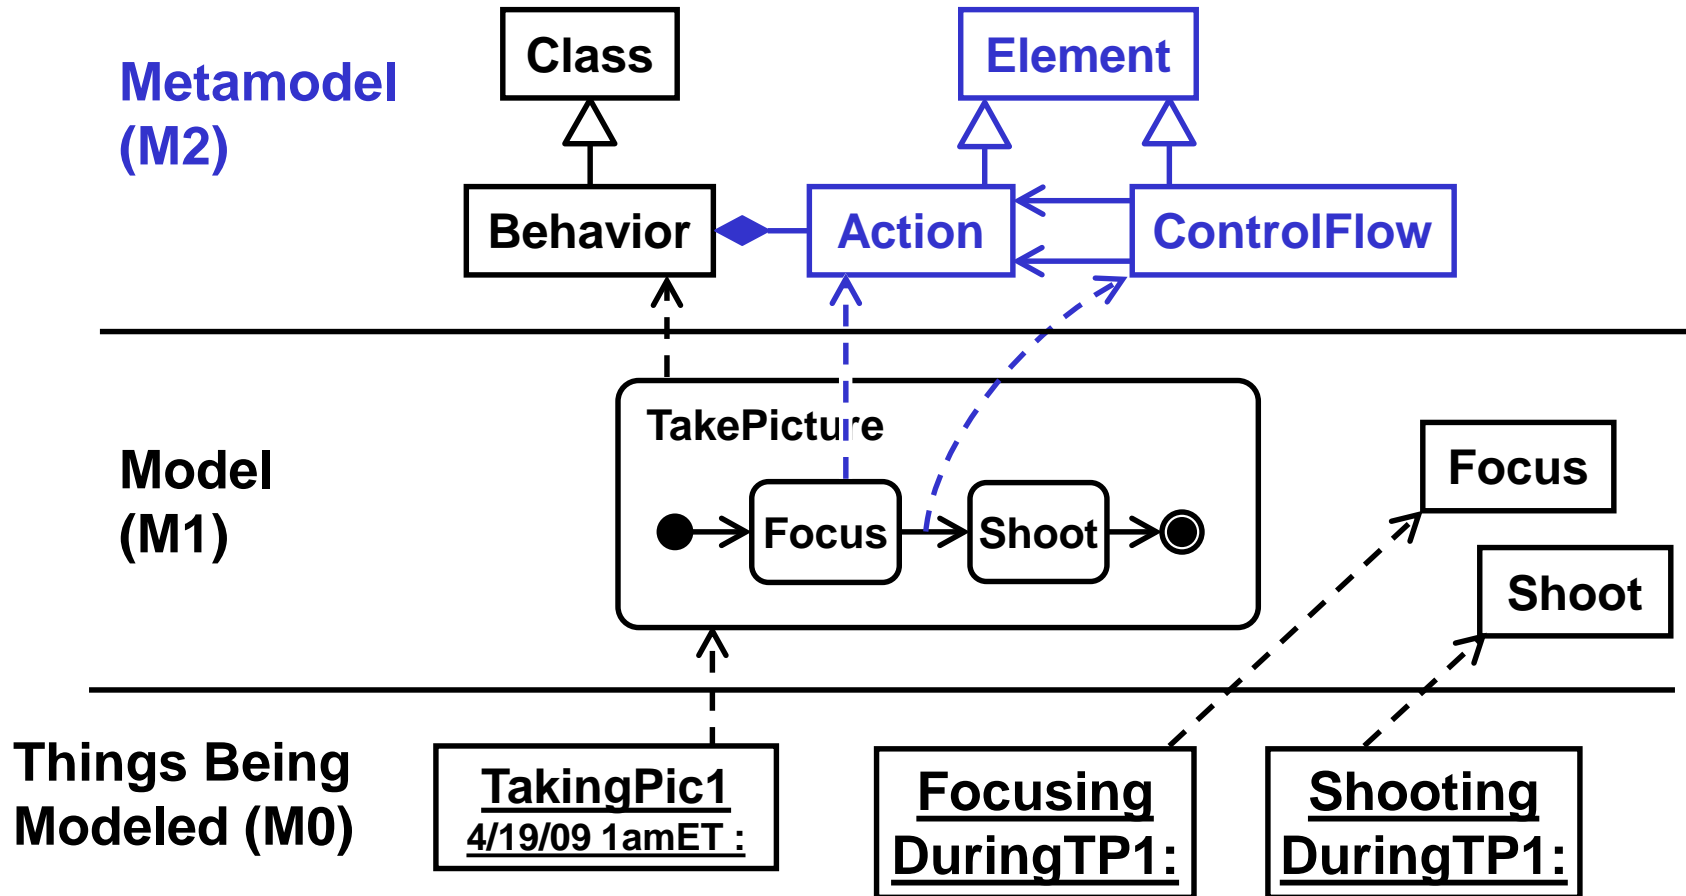 Metamodel
(M2)
Class
Element
Behavior
Action
ControlFlow
Model
(M1)
TakePicture
Focus
Shoot
Focus
Shoot
Things Being
Modeled (M0)
TakingPic1
4/19/09 1amET :
Focusing
DuringTP1:
Shooting
DuringTP1: